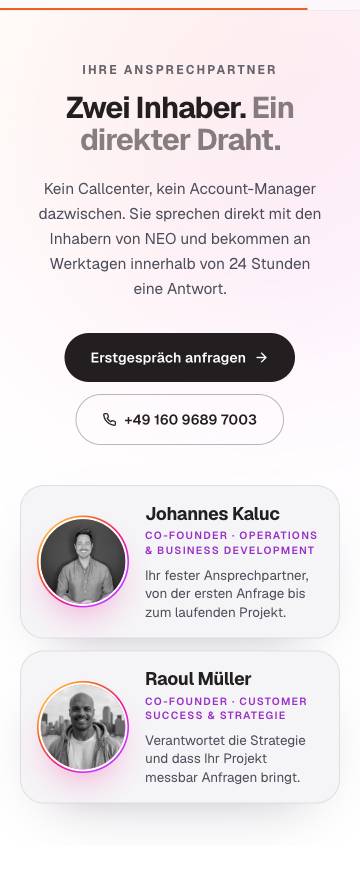 IHRE ANSPRECHPARTNER
Zwei Inhaber. Ein
direkter Draht.
Kein Callcenter, kein Account-Manager
dazwischen. Sie sprechen direkt mit den
Inhabern von NEO und bekommen an
Werktagen innerhalb von 24 Stunden
eine Antwort.
Erstgespräch anfragen →
+49 160 9689 7003
Johannes Kaluc
CO-FOUNDER · OPERATIONS
& BUSINESS DEVELOPMENT
Ihr fester Ansprechpartner,
von der ersten Anfrage bis
zum laufenden Projekt.
Raoul Müller
CO-FOUNDER · CUSTOMER
SUCCESS & STRATEGIE
Verantwortet die Strategie
und dass Ihr Projekt
messbar Anfragen bringt.